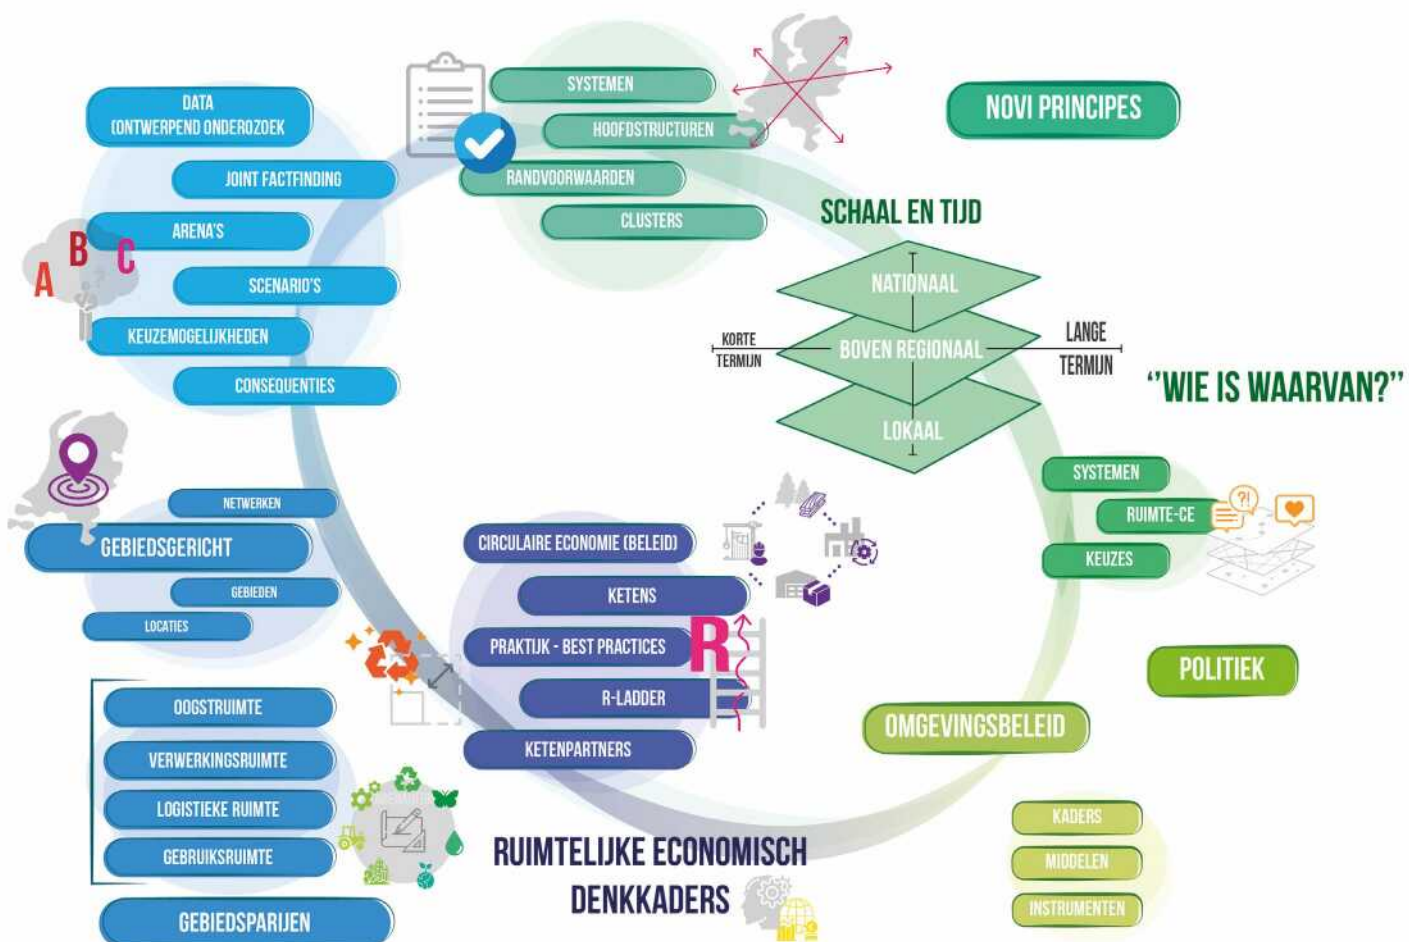 DATA
(ONTWERPEND ONDEROZOEK
JOINT FACTFINDING
ARENA'S
A B C
SCENARIO'S
KEUZEMOGELIJKHEDEN
CONSEQUENTIES
SYSTEMEN
HOOFDSTRUCTUREN
RANDVOORWAARDEN
CLUSTERS
NOVI PRINCIPES
SCHAAL EN TIJD
NATIONAAL
KORTE
TERMIJN
BOVEN REGIONAAL
LANGE
TERMIJN
LOKAAL
‘’WIE IS WAARVAN?’’
SYSTEMEN
RUIMTE-CE
?!
KEUZES
NETWERKEN
GEBIEDSGERICHT
GEBIEDEN
LOCATIES
CIRCULAIRE ECONOMIE (BELEID)
KETENS
PRAKTIJK - BEST PRACTICES
R
R-LADDER
KETENPARTNERS
POLITIEK
OMGEVINGSBELEID
OOGSTRUIMTE
VERWERKINGSRUIMTE
LOGISTIEKE RUIMTE
GEBRUIKSRUIMTE
GEBIEDSPARIJEN
RUIMTELIJKE ECONOMISCH
DENKKADERS
KADERS
MIDDELEN
INSTRUMENTEN